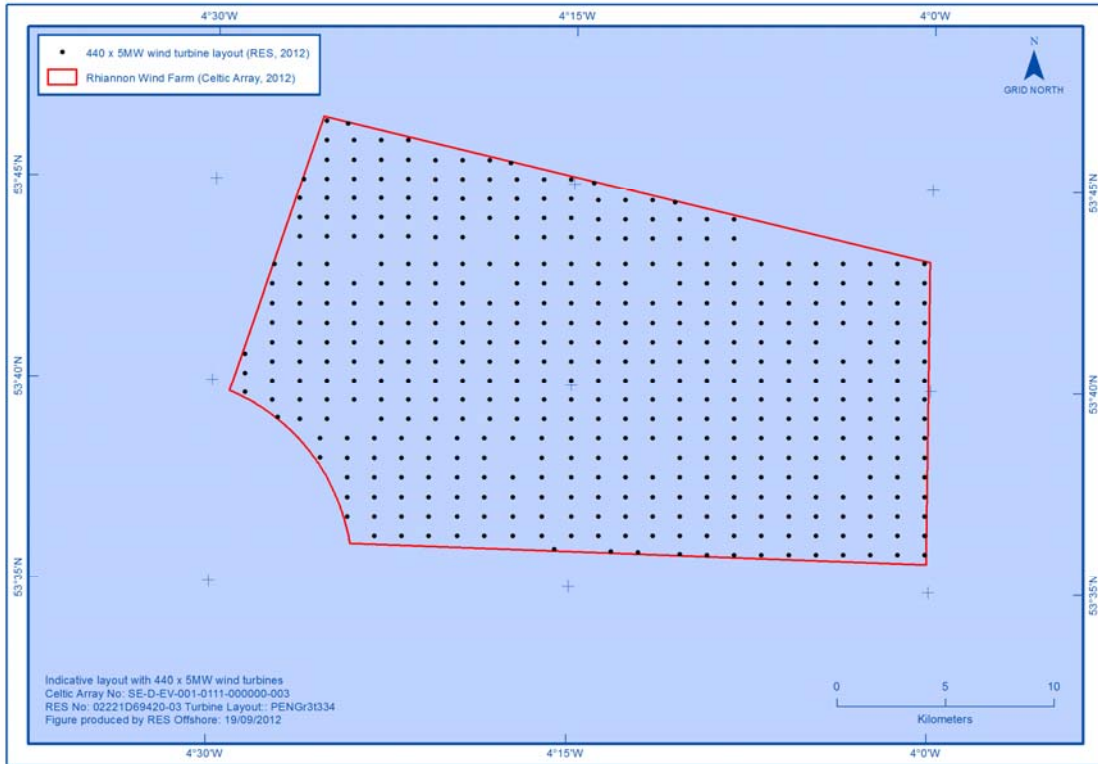 4°30'W 4°15'W 4°0'W
440 x 5MW wind turbine layout (RES, 2012)
Rhiannon Wind Farm (Celtic Array, 2012)
N
GRID NORTH
53°45'N 53°45'N
53°40'N 53°40'N
53°35'N 53°35'N
Indicative layout with 440 x 5MW wind turbines
Celtic Array No: SE-D-EV-001-0111-000000-003
RES No: 02221D69420-03 Turbine Layout:: PENGr3t334
Figure produced by RES Offshore: 19/09/2012
0 5 10
Kilometers
4°30'W 4°15'W 4°0'W